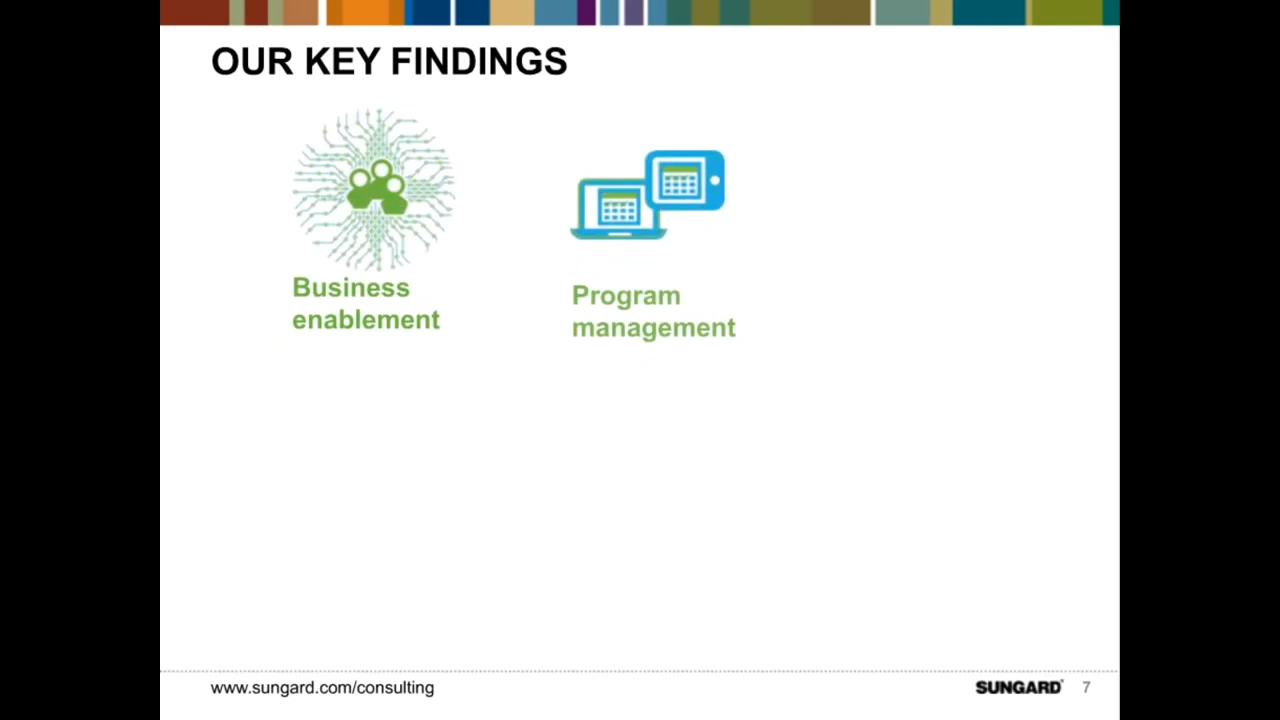 OUR KEY FINDINGS
Business
enablement
Program
management
www.sungard.com/consulting
SUNGARD
7